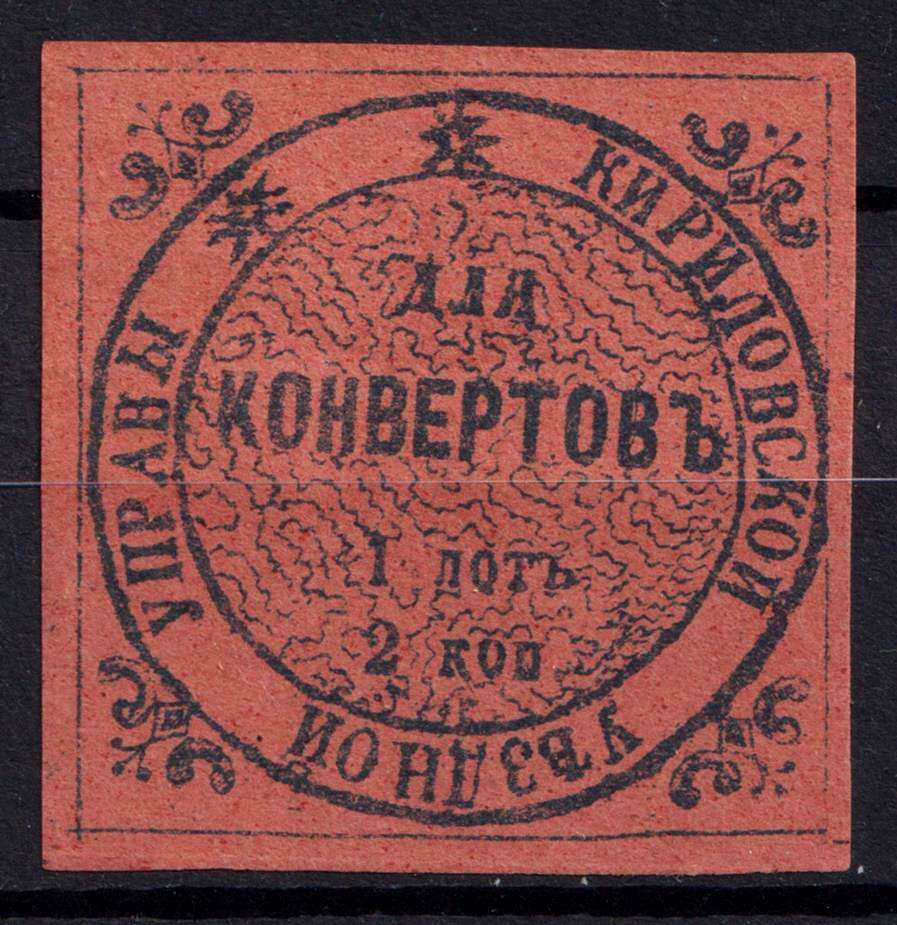 КИРИЛОВСКОЙ
УѢЗДНОЙ
УПРАВЫ
ДЛЯ
КОНВЕРТОВЪ
1 лотъ
2 коп